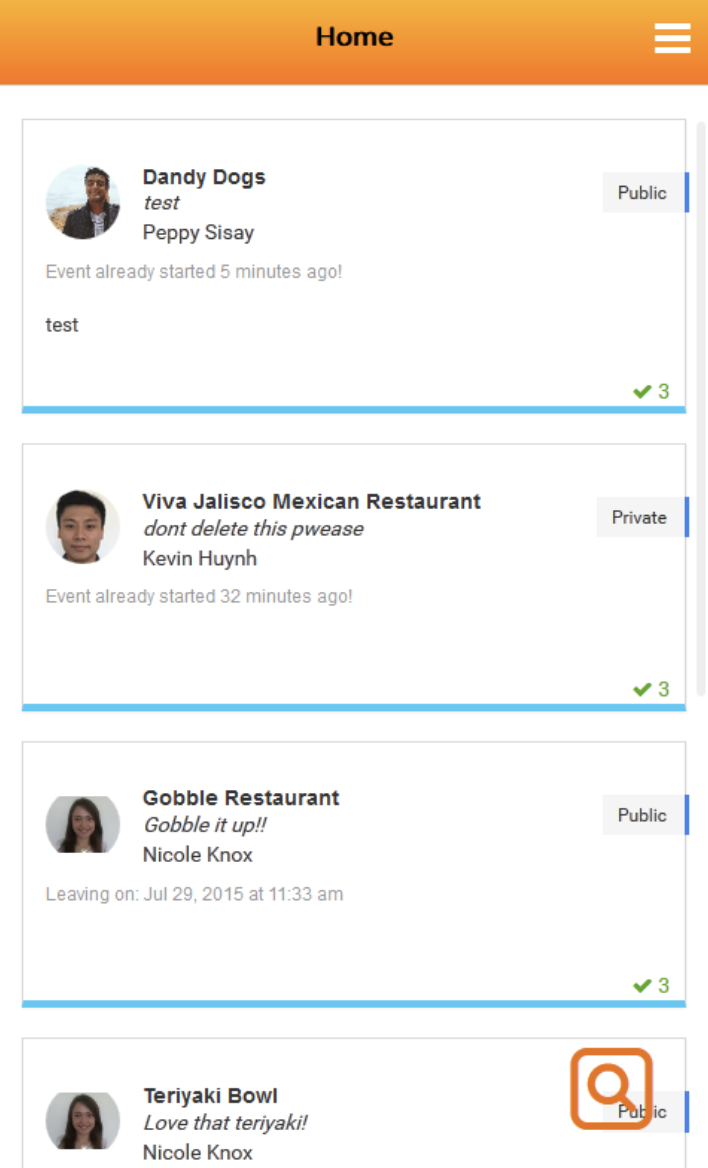 Home
Dandy Dogs
test
Peppy Sisay
Public
Event already started 5 minutes ago!
test
3
Viva Jalisco Mexican Restaurant
dont delete this pwease
Kevin Huynh
Private
Event already started 32 minutes ago!
3
Gobble Restaurant
Gobble it up!!
Nicole Knox
Public
Leaving on: Jul 29, 2015 at 11:33 am
3
Teriyaki Bowl
Love that teriyaki!
Nicole Knox
Public